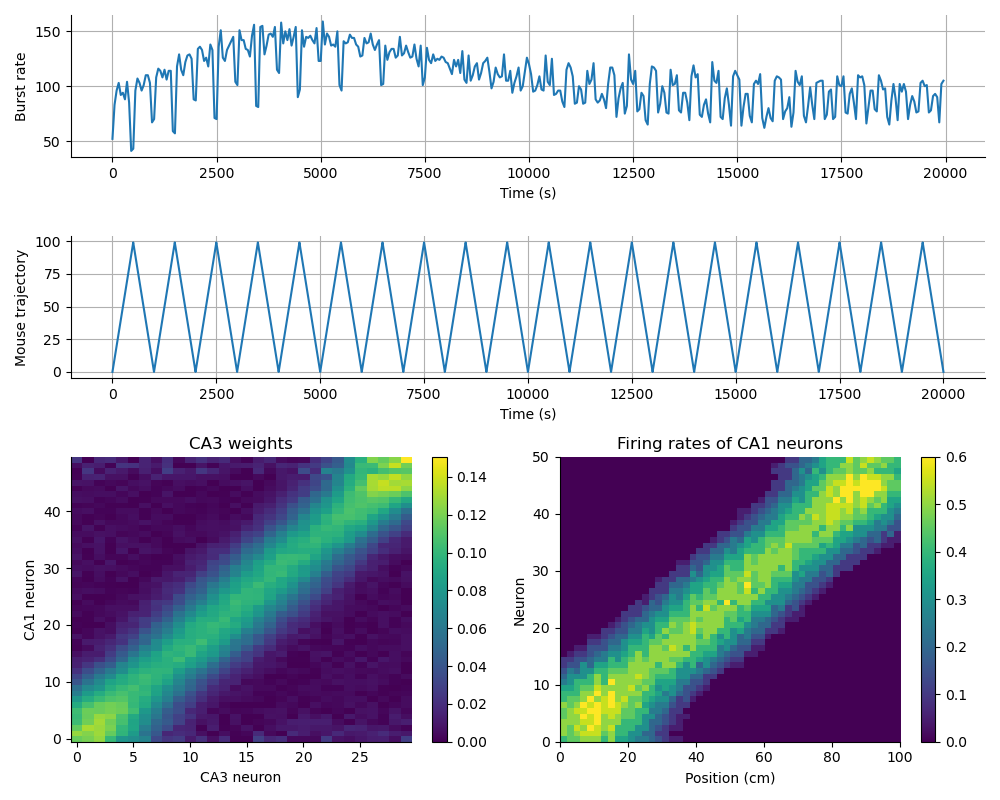 150
100
50
Burst rate
0 2500 5000 7500 10000 12500 15000 17500 20000
Time (s)
100
75
50
25
0
Mouse trajectory
0 2500 5000 7500 10000 12500 15000 17500 20000
Time (s)
CA3 weights
40
30
20
10
0
CA1 neuron
0 5 10 15 20 25
CA3 neuron
0.14
0.12
0.10
0.08
0.06
0.04
0.02
0.00
Firing rates of CA1 neurons
50
40
30
20
10
0
Neuron
0 20 40 60 80 100
Position (cm)
0.6
0.5
0.4
0.3
0.2
0.1
0.0